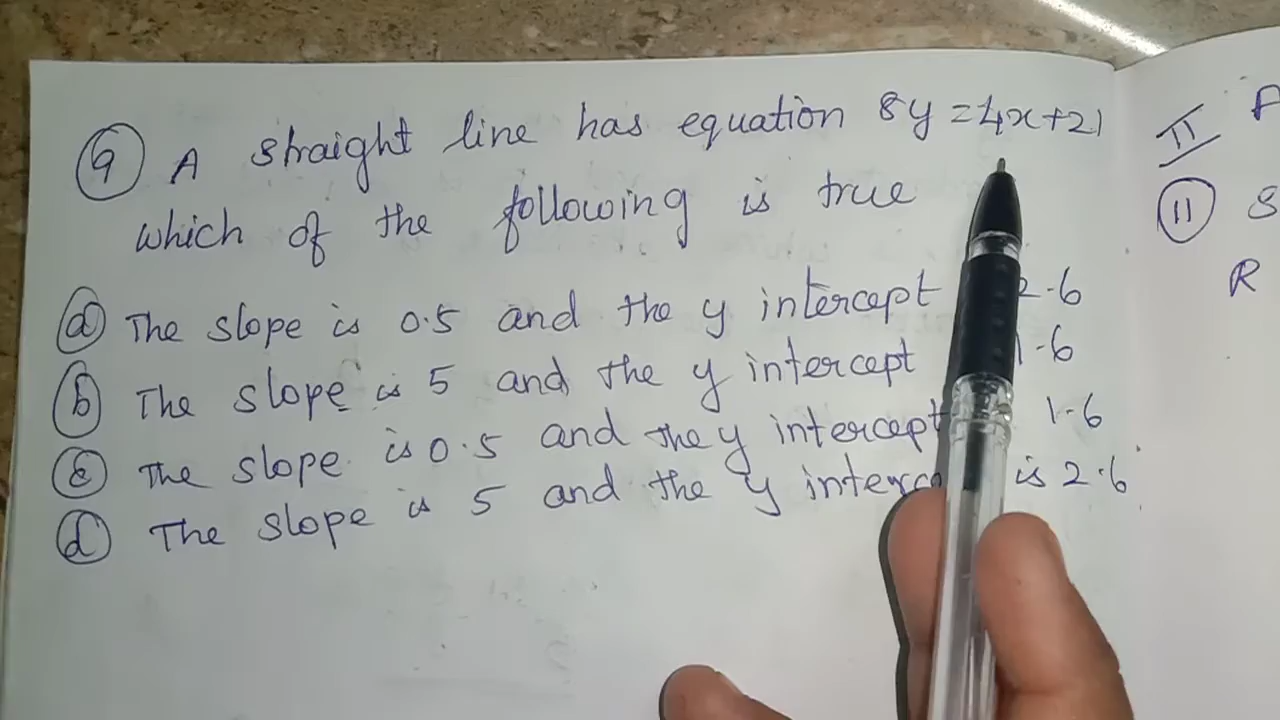 9 A straight line has equation 8y = 4x+21
which of the following is true
a The slope is 0.5 and the y intercept 2.6
b The slope is 5 and the y intercept 1.6
c The slope is 0.5 and the y intercept 1.6
d The slope is 5 and the y is 2.6
II
11 S
R